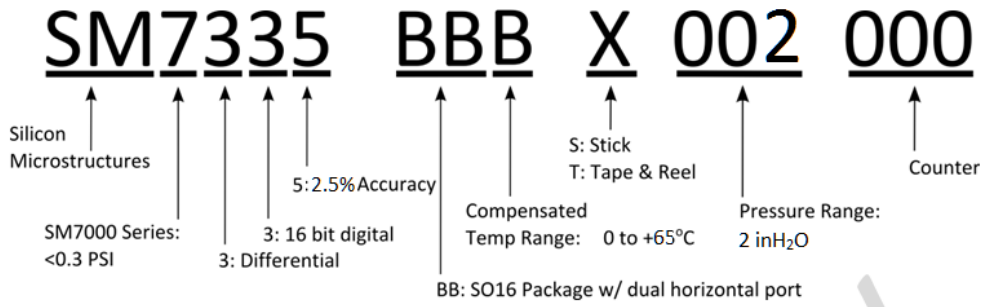 SM7335 BBB X 002 000
Silicon
Microstructures
S: Stick
T: Tape & Reel
Counter
5:2.5% Accuracy
Compensated
Temp Range: 0 to +65°C
Pressure Range:
2 inH₂O
SM7000 Series:
<0.3 PSI
3: 16 bit digital
3: Differential
BB: SO16 Package w/ dual horizontal port